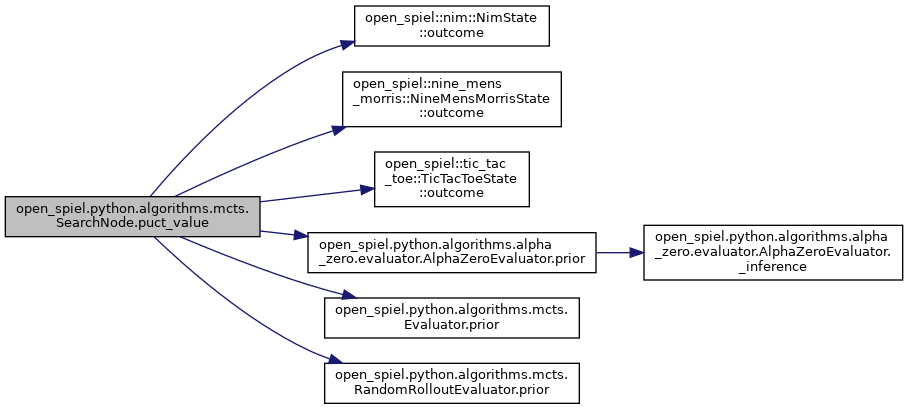 open_spiel::nim::NimState
::outcome
open_spiel::nine_mens
_morris::NineMensMorrisState
::outcome
open_spiel::tic_tac
_toe::TicTacToeState
::outcome
open_spiel.python.algorithms.mcts.
SearchNode.puct_value
open_spiel.python.algorithms.alpha
_zero.evaluator.AlphaZeroEvaluator.prior
open_spiel.python.algorithms.alpha
_zero.evaluator.AlphaZeroEvaluator.
_inference
open_spiel.python.algorithms.mcts.
Evaluator.prior
open_spiel.python.algorithms.mcts.
RandomRolloutEvaluator.prior